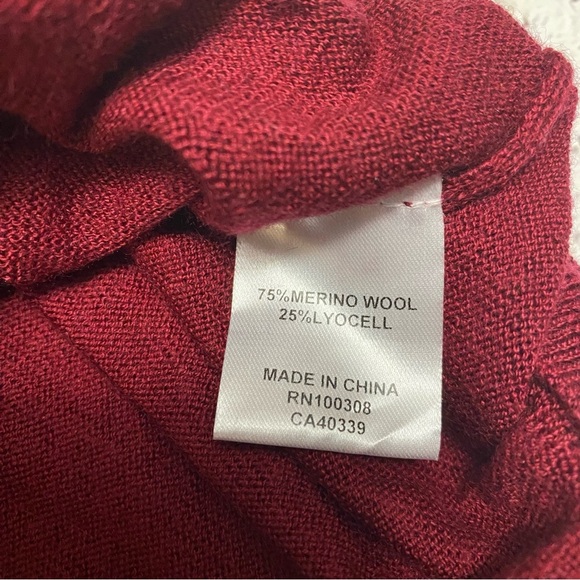 75%MERINO WOOL
25%LYOCELL
MADE IN CHINA
RN100308
CA40339